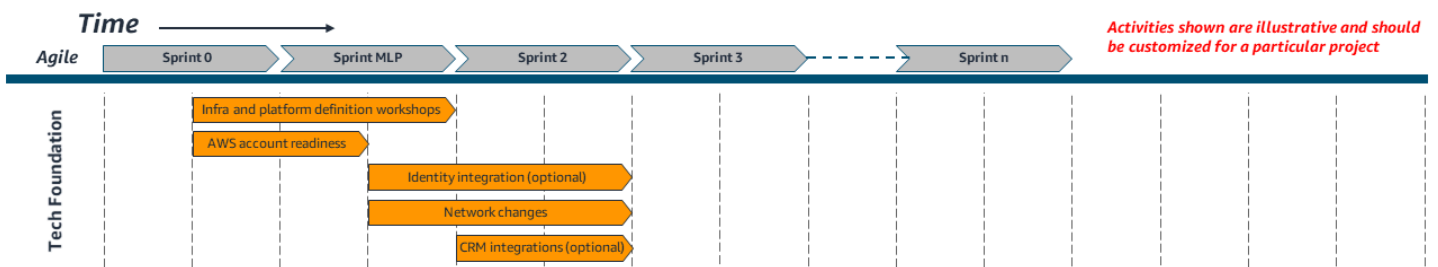 Time
Activities shown are illustrative and should
be customized for a particular project
Agile
Sprint 0
Sprint MLP
Sprint 2
Sprint 3
Sprint n
Tech Foundation
Infra and platform definition workshops
AWS account readiness
Identity integration (optional)
Network changes
CRM integrations (optional)